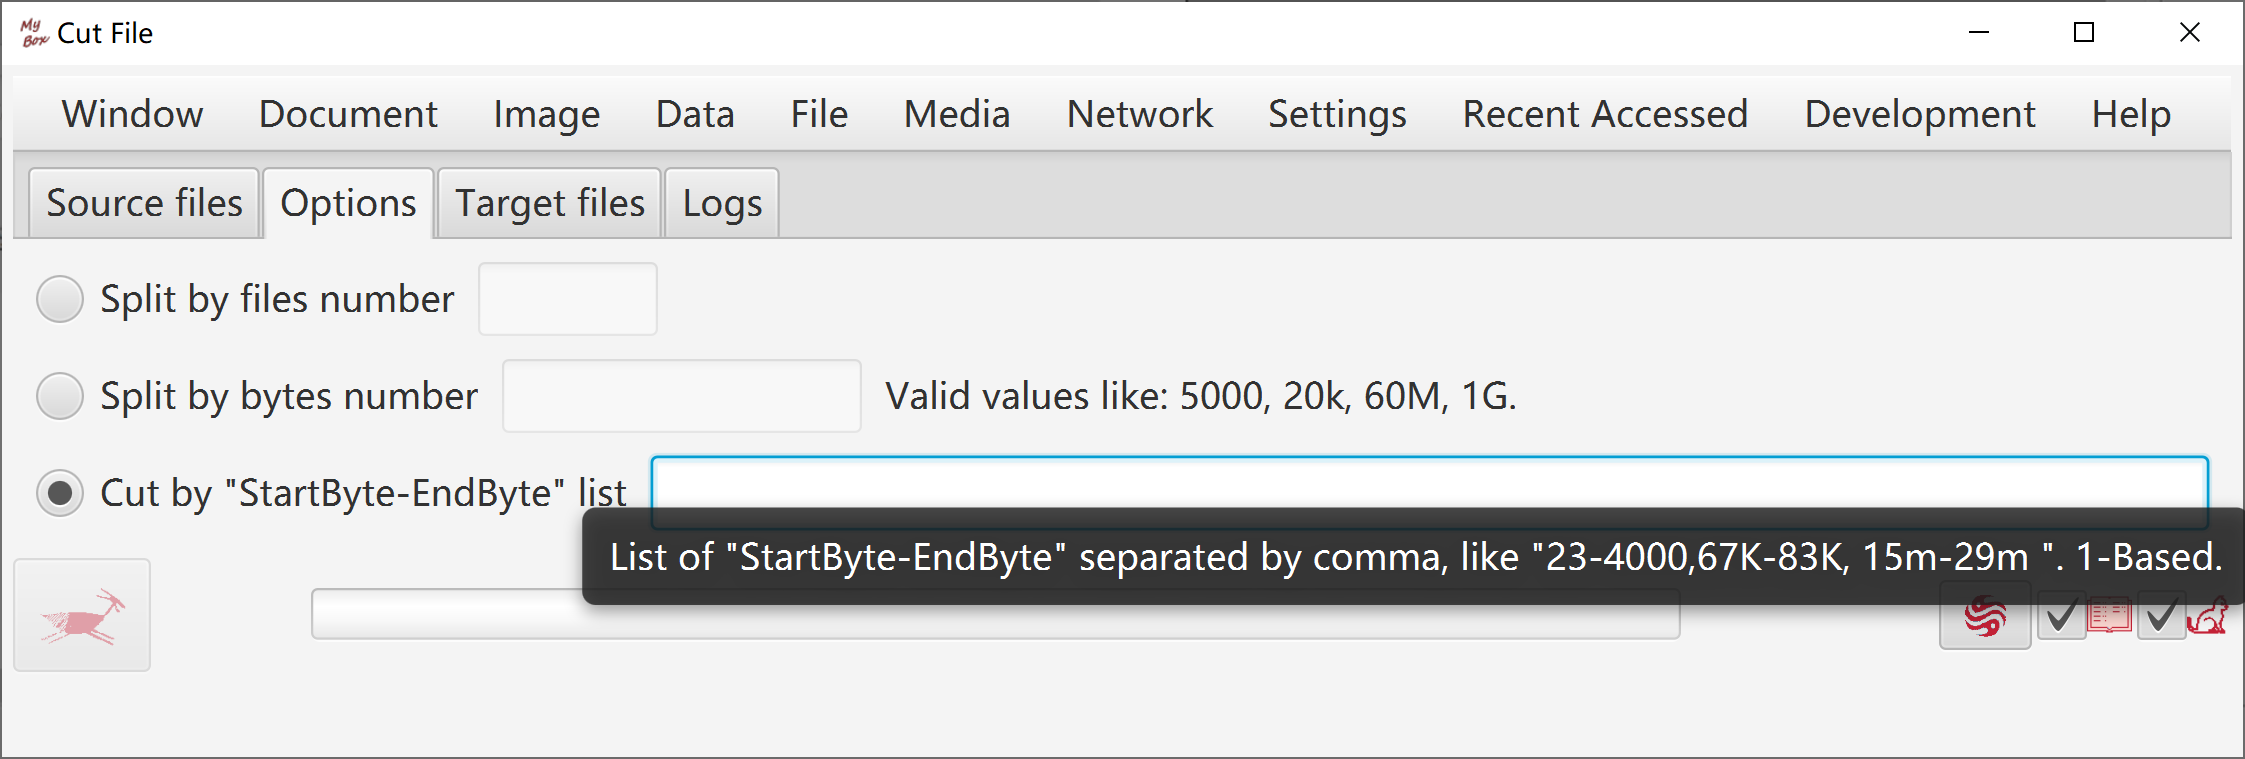 My Box Cut File
Window Document Image Data File Media Network Settings Recent Accessed Development Help
Source files Options Target files Logs
Split by files number
Split by bytes number Valid values like: 5000, 20k, 60M, 1G.
Cut by "StartByte-EndByte" list
List of "StartByte-EndByte" separated by comma, like "23-4000,67K-83K, 15m-29m ". 1-Based.